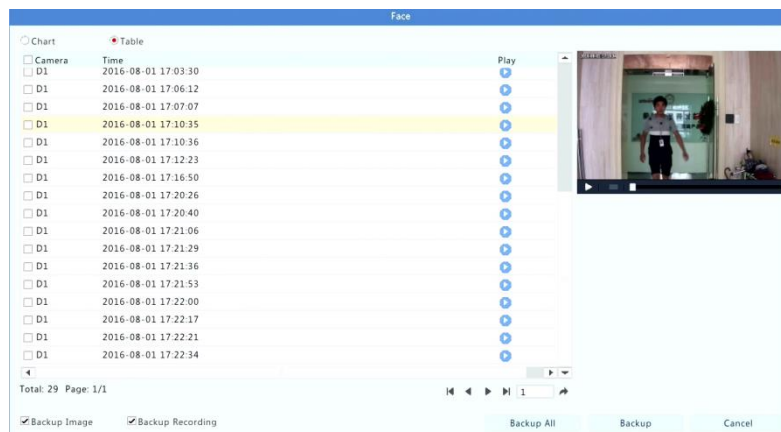 Face
Chart Table
Camera Time Play
D1 2016-08-01 17:03:30
D1 2016-08-01 17:06:12
D1 2016-08-01 17:07:07
D1 2016-08-01 17:10:35
D1 2016-08-01 17:10:36
D1 2016-08-01 17:12:23
D1 2016-08-01 17:16:50
D1 2016-08-01 17:20:26
D1 2016-08-01 17:20:40
D1 2016-08-01 17:21:06
D1 2016-08-01 17:21:29
D1 2016-08-01 17:21:36
D1 2016-08-01 17:21:53
D1 2016-08-01 17:22:00
D1 2016-08-01 17:22:17
D1 2016-08-01 17:22:21
D1 2016-08-01 17:22:34
Total: 29 Page: 1/1
1
Backup Image Backup Recording Backup All Backup Cancel